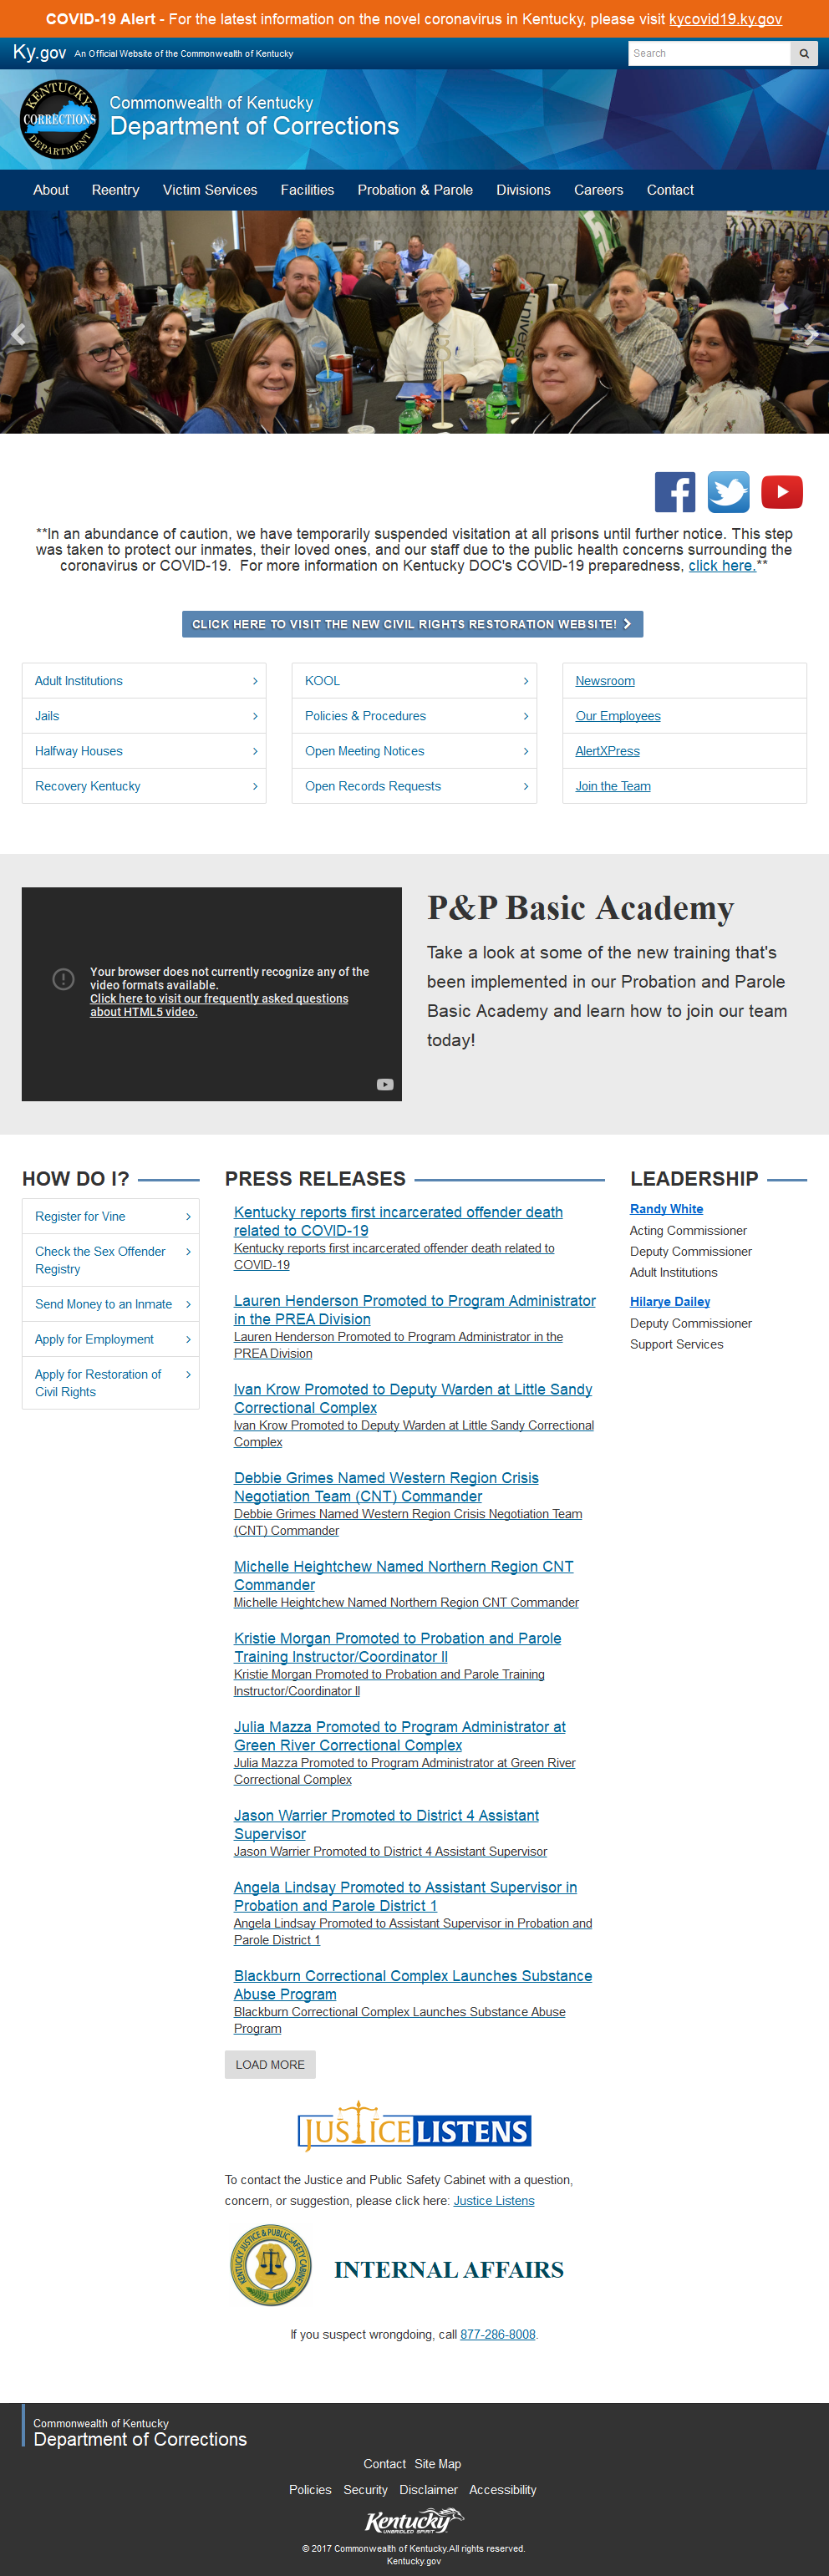 COVID-19 Alert - For the latest information on the novel coronavirus in Kentucky, please visit kycovid19.ky.gov
Ky.gov An Official Website of the Commonwealth of Kentucky
Search
KENTUCKY
CORRECTIONS
DEPARTMENT
Commonwealth of Kentucky
Department of Corrections
About Reentry Victim Services Facilities Probation & Parole Divisions Careers Contact
**In an abundance of caution, we have temporarily suspended visitation at all prisons until further notice. This step
was taken to protect our inmates, their loved ones, and our staff due to the public health concerns surrounding the
coronavirus or COVID-19. For more information on Kentucky DOC's COVID-19 preparedness, click here.**
CLICK HERE TO VISIT THE NEW CIVIL RIGHTS RESTORATION WEBSITE!
Adult Institutions
Jails
Halfway Houses
Recovery Kentucky
KOOL
Policies & Procedures
Open Meeting Notices
Open Records Requests
Newsroom
Our Employees
AlertXPress
Join the Team
Your browser does not currently recognize any of the
video formats available.
Click here to visit our frequently asked questions
about HTML5 video.
P&P Basic Academy
Take a look at some of the new training that's
been implemented in our Probation and Parole
Basic Academy and learn how to join our team
today!
HOW DO I?
Register for Vine
Check the Sex Offender
Registry
Send Money to an Inmate
Apply for Employment
Apply for Restoration of
Civil Rights
PRESS RELEASES
Kentucky reports first incarcerated offender death
related to COVID-19
Kentucky reports first incarcerated offender death related to
COVID-19
Lauren Henderson Promoted to Program Administrator
in the PREA Division
Lauren Henderson Promoted to Program Administrator in the
PREA Division
Ivan Krow Promoted to Deputy Warden at Little Sandy
Correctional Complex
Ivan Krow Promoted to Deputy Warden at Little Sandy Correctional
Complex
Debbie Grimes Named Western Region Crisis
Negotiation Team (CNT) Commander
Debbie Grimes Named Western Region Crisis Negotiation Team
(CNT) Commander
Michelle Heightchew Named Northern Region CNT
Commander
Michelle Heightchew Named Northern Region CNT Commander
Kristie Morgan Promoted to Probation and Parole
Training Instructor/Coordinator II
Kristie Morgan Promoted to Probation and Parole Training
Instructor/Coordinator II
Julia Mazza Promoted to Program Administrator at
Green River Correctional Complex
Julia Mazza Promoted to Program Administrator at Green River
Correctional Complex
Jason Warrier Promoted to District 4 Assistant
Supervisor
Jason Warrier Promoted to District 4 Assistant Supervisor
Angela Lindsay Promoted to Assistant Supervisor in
Probation and Parole District 1
Angela Lindsay Promoted to Assistant Supervisor in Probation and
Parole District 1
Blackburn Correctional Complex Launches Substance
Abuse Program
Blackburn Correctional Complex Launches Substance Abuse
Program
LOAD MORE
LEADERSHIP
Randy White
Acting Commissioner
Deputy Commissioner
Adult Institutions
Hilarye Dailey
Deputy Commissioner
Support Services
JUSTICE LISTENS
To contact the Justice and Public Safety Cabinet with a question,
concern, or suggestion, please click here: Justice Listens
KENTUCKY JUSTICE & PUBLIC SAFETY CABINET
INTERNAL AFFAIRS
If you suspect wrongdoing, call 877-286-8008.
Commonwealth of Kentucky
Department of Corrections
Contact Site Map
Policies Security Disclaimer Accessibility
Kentucky
UNBRIDLED SPIRIT
© 2017 Commonwealth of Kentucky.All rights reserved.
Kentucky.gov